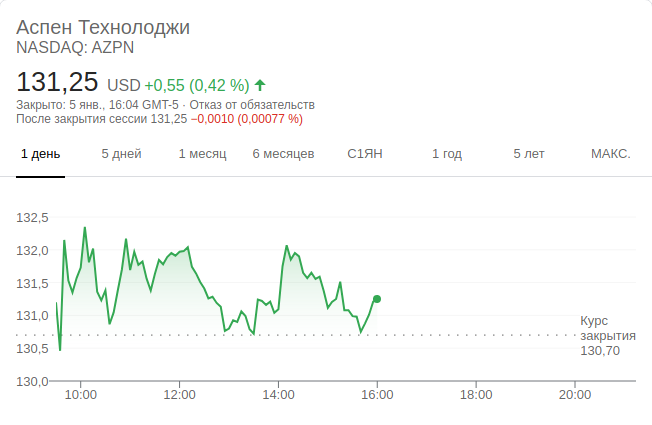 Аспен Технолоджи
NASDAQ: AZPN
131,25 USD +0,55 (0,42 %)
Закрыто: 5 янв., 16:04 GMT-5 · Отказ от обязательств
После закрытия сессии 131,25 −0,0010 (0,00077 %)
1 день 5 дней 1 месяц 6 месяцев С1ЯН 1 год 5 лет МАКС.
132,5
132,0
131,5
131,0
Курс
закрытия
130,70
130,5
130,0
10:00 12:00 14:00 16:00 18:00 20:00